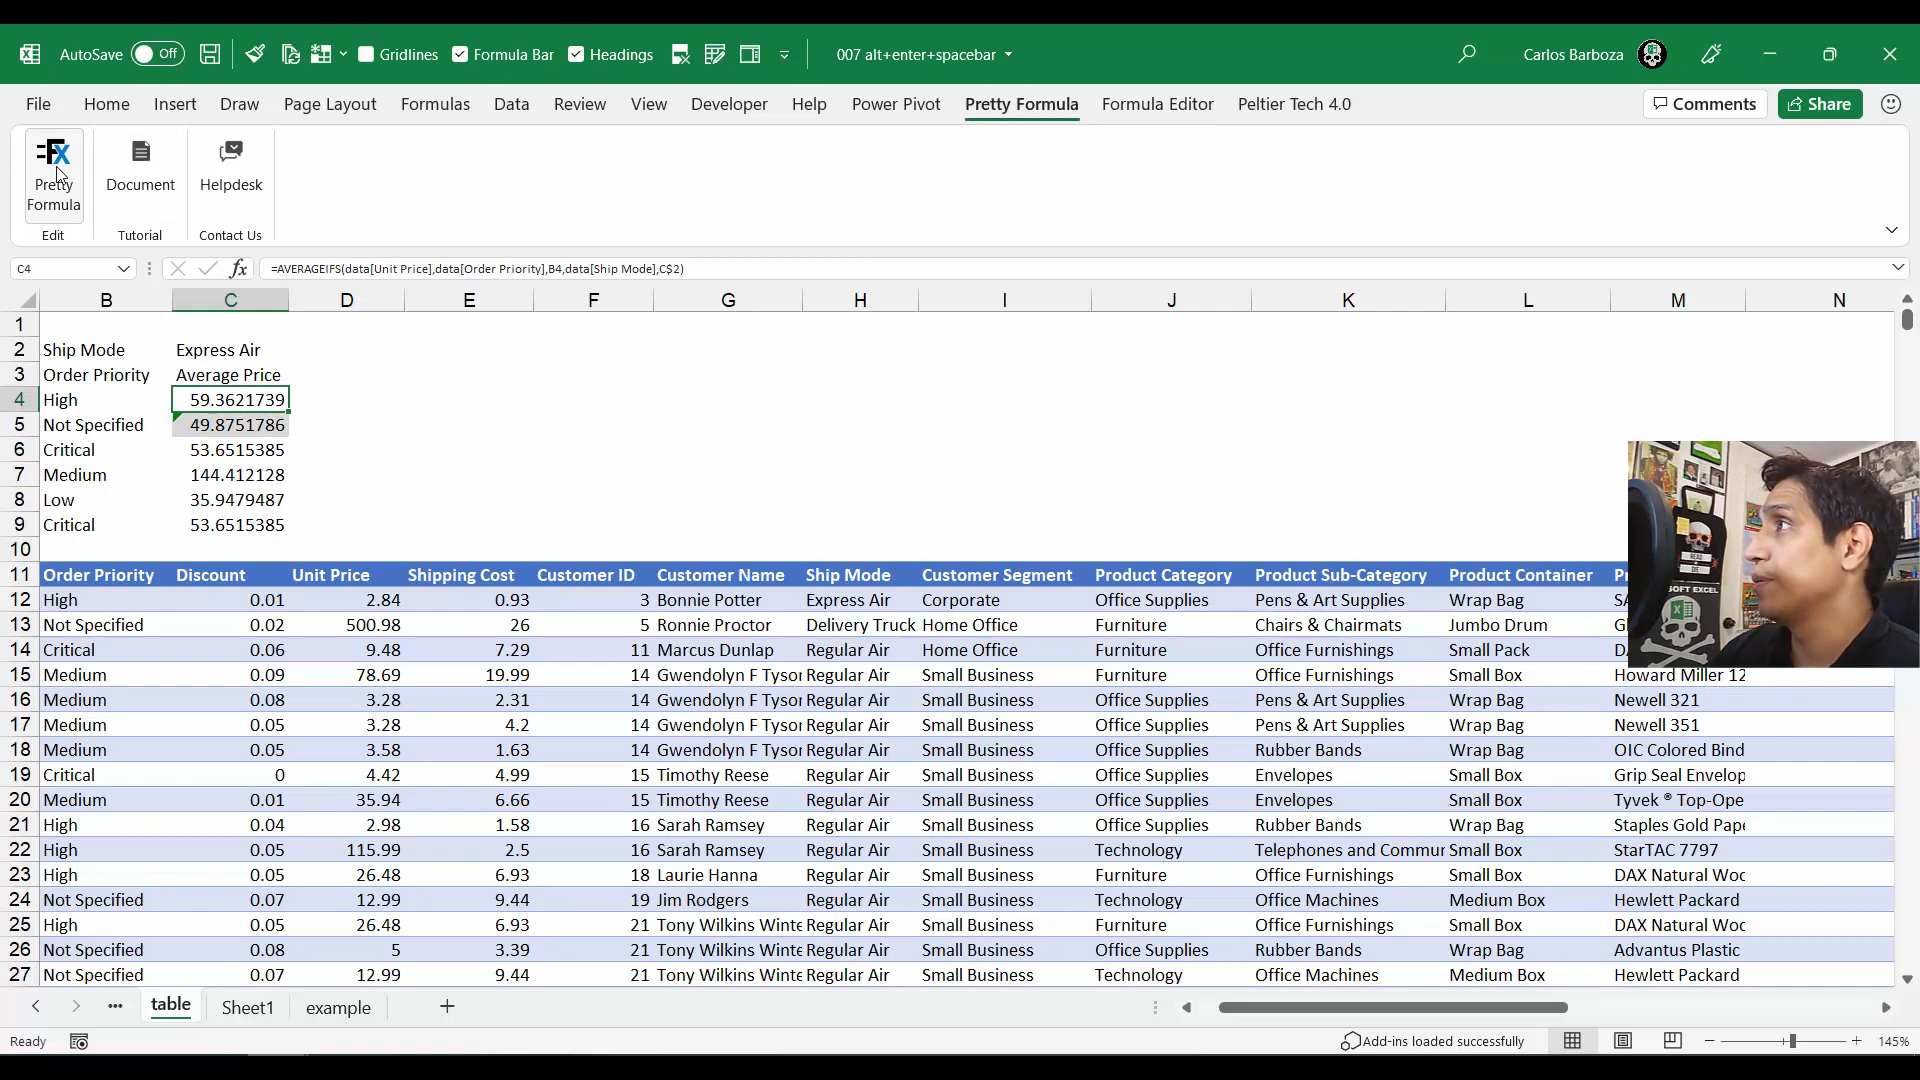 AutoSave Off Gridlines Formula Bar Headings 007 alt+enter+spacebar Carlos Barboza
File Home Insert Draw Page Layout Formulas Data Review View Developer Help Power Pivot Pretty Formula Formula Editor Peltier Tech 4.0 Comments Share
=Fx
Pretty Document Helpdesk
Formula
Edit Tutorial Contact Us
C4 fx =AVERAGEIFS(data[Unit Price],data[Order Priority],B4,data[Ship Mode],C$2)
B C D E F G H I J K L M N
1
2 Ship Mode Express Air
3 Order Priority Average Price
4 High 59.3621739
5 Not Specified 49.8751786
6 Critical 53.6515385
7 Medium 144.412128
8 Low 35.9479487
9 Critical 53.6515385
10
11 Order Priority Discount Unit Price Shipping Cost Customer ID Customer Name Ship Mode Customer Segment Product Category Product Sub-Category Product Container
12 High 0.01 2.84 0.93 3 Bonnie Potter Express Air Corporate Office Supplies Pens & Art Supplies Wrap Bag
13 Not Specified 0.02 500.98 26 5 Ronnie Proctor Delivery Truck Home Office Furniture Chairs & Chairmats Jumbo Drum
14 Critical 0.06 9.48 7.29 11 Marcus Dunlap Regular Air Home Office Furniture Office Furnishings Small Pack
15 Medium 0.09 78.69 19.99 14 Gwendolyn F Tysor Regular Air Small Business Furniture Office Furnishings Small Box Howard Miller 12
16 Medium 0.08 3.28 2.31 14 Gwendolyn F Tysor Regular Air Small Business Office Supplies Pens & Art Supplies Wrap Bag Newell 321
17 Medium 0.05 3.28 4.2 14 Gwendolyn F Tysor Regular Air Small Business Office Supplies Pens & Art Supplies Wrap Bag Newell 351
18 Medium 0.05 3.58 1.63 14 Gwendolyn F Tysor Regular Air Small Business Office Supplies Rubber Bands Wrap Bag OIC Colored Bind
19 Critical 0 4.42 4.99 15 Timothy Reese Regular Air Small Business Office Supplies Envelopes Small Box Grip Seal Envelop
20 Medium 0.01 35.94 6.66 15 Timothy Reese Regular Air Small Business Office Supplies Envelopes Small Box Tyvek ® Top-Ope
21 High 0.04 2.98 1.58 16 Sarah Ramsey Regular Air Small Business Office Supplies Rubber Bands Wrap Bag Staples Gold Pape
22 High 0.05 115.99 2.5 16 Sarah Ramsey Regular Air Small Business Technology Telephones and Commur Small Box StarTAC 7797
23 High 0.05 26.48 6.93 18 Laurie Hanna Regular Air Small Business Furniture Office Furnishings Small Box DAX Natural Woo
24 Not Specified 0.07 12.99 9.44 19 Jim Rodgers Regular Air Small Business Technology Office Machines Medium Box Hewlett Packard
25 High 0.05 26.48 6.93 21 Tony Wilkins Winte Regular Air Small Business Furniture Office Furnishings Small Box DAX Natural Woo
26 Not Specified 0.08 5 3.39 21 Tony Wilkins Winte Regular Air Small Business Office Supplies Rubber Bands Wrap Bag Advantus Plastic
27 Not Specified 0.07 12.99 9.44 21 Tony Wilkins Winte Regular Air Small Business Technology Office Machines Medium Box Hewlett Packard
table Sheet1 example
Ready Add-ins loaded successfully 145%